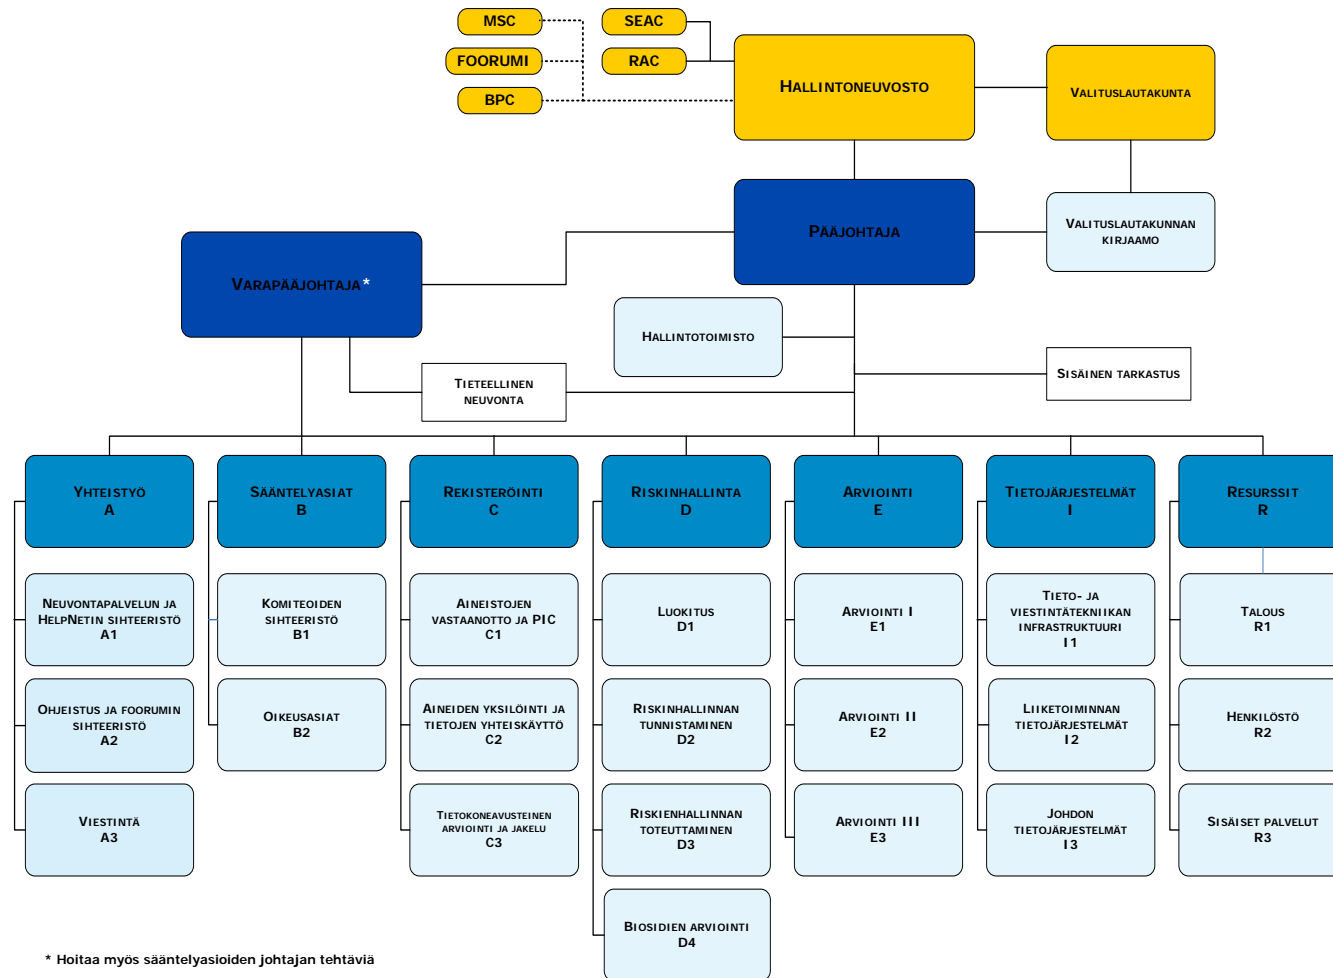 MSC
SEAC
FOORUMI
RAC
BPC
HALLINTONEUVOSTO
VALITUSLAUTAKUNTA
PÄÄJOHTAJA
VALITUSLAUTAKUNNAN
KIRJAAMO
VARAPÄÄJOHTAJA*
HALLINTOTOIMISTO
TIETEELLINEN
NEUVONTA
SISÄINEN TARKASTUS
YHTEISTYÖ
A
SÄÄNTELYASIAT
B
REKISTERÖINTI
C
RISKINHALLINTA
D
ARVIOINTI
E
TIETOJÄRJESTELMÄT
I
RESURSSIT
R
NEUVONTAPALVELUN JA
HELPNETIN SIHTEERISTÖ
A1
KOMITEOIDEN
SIHTEERISTÖ
B1
AINEISTOJEN
VASTAANOTTO JA PIC
C1
LUOKITUS
D1
ARVIOINTI I
E1
TIETO- JA
VIESTINTÄTEKNIIKAN
INFRASTRUKTUURI
I1
TALOUS
R1
OHJEISTUS JA FOORUMIN
SIHTEERISTÖ
A2
OIKEUSASIAT
B2
AINEIDEN YKSILÖINTI JA
TIETOJEN YHTEISKÄYTTÖ
C2
RISKINHALLINNAN
TUNNISTAMINEN
D2
ARVIOINTI II
E2
LIIKETOIMINNAN
TIETOJÄRJESTELMÄT
I2
HENKILÖSTÖ
R2
VIESTINTÄ
A3
TIETOKONEAVUSTEINEN
ARVIOINTI JA JAKELU
C3
RISKIENHALLINNAN
TOTEUTTAMINEN
D3
ARVIOINTI III
E3
JOHDON
TIETOJÄRJESTELMÄT
I3
SISÄISET PALVELUT
R3
BIOSIDIEN ARVIOINTI
D4
* Hoitaa myös sääntelyasioiden johtajan tehtäviä